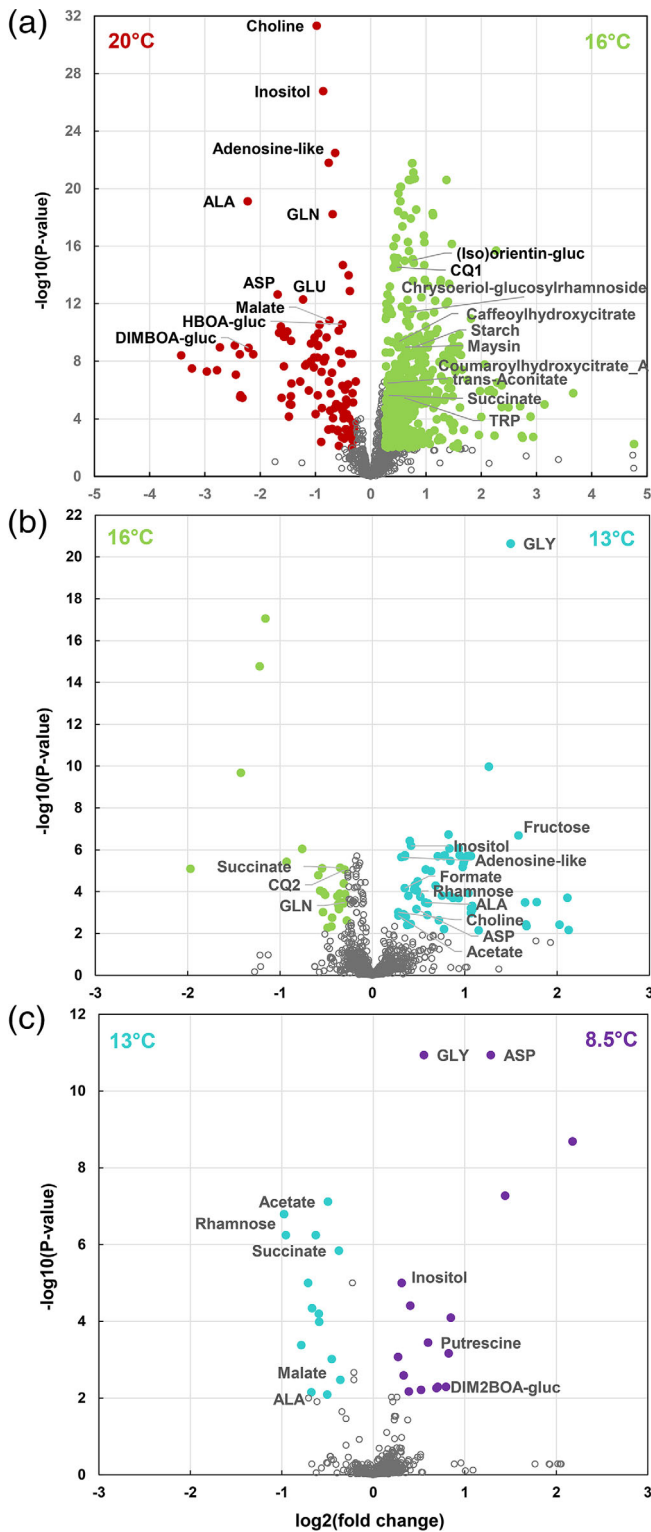 (a)
20°C
16°C
Choline
Inositol
Adenosine-like
ALA
GLN
ASP
GLU
Malate
HBOA-gluc
DIMBOA-gluc
(Iso)orientin-gluc
CQ1
Chrysoeriol-glucosylrhamnoside
Caffeoylhydroxycitrate
Starch
Maysin
Coumaroylhydroxycitrate_A
trans-Aconitate
Succinate
TRP
-log10(P-value)
32
28
24
20
16
12
8
4
0
-5 -4 -3 -2 -1 0 1 2 3 4 5
(b)
16°C
13°C
GLY
Fructose
Inositol
Adenosine-like
Succinate
CQ2
GLN
Formate
Rhamnose
ALA
Choline
ASP
Acetate
-log10(P-value)
22
20
18
16
14
12
10
8
6
4
2
0
-3 -2 -1 0 1 2 3
(c)
13°C
8.5°C
GLY
ASP
Acetate
Rhamnose
Succinate
Inositol
Putrescine
Malate
DIM2BOA-gluc
ALA
-log10(P-value)
12
10
8
6
4
2
0
-3 -2 -1 0 1 2 3
log2(fold change)